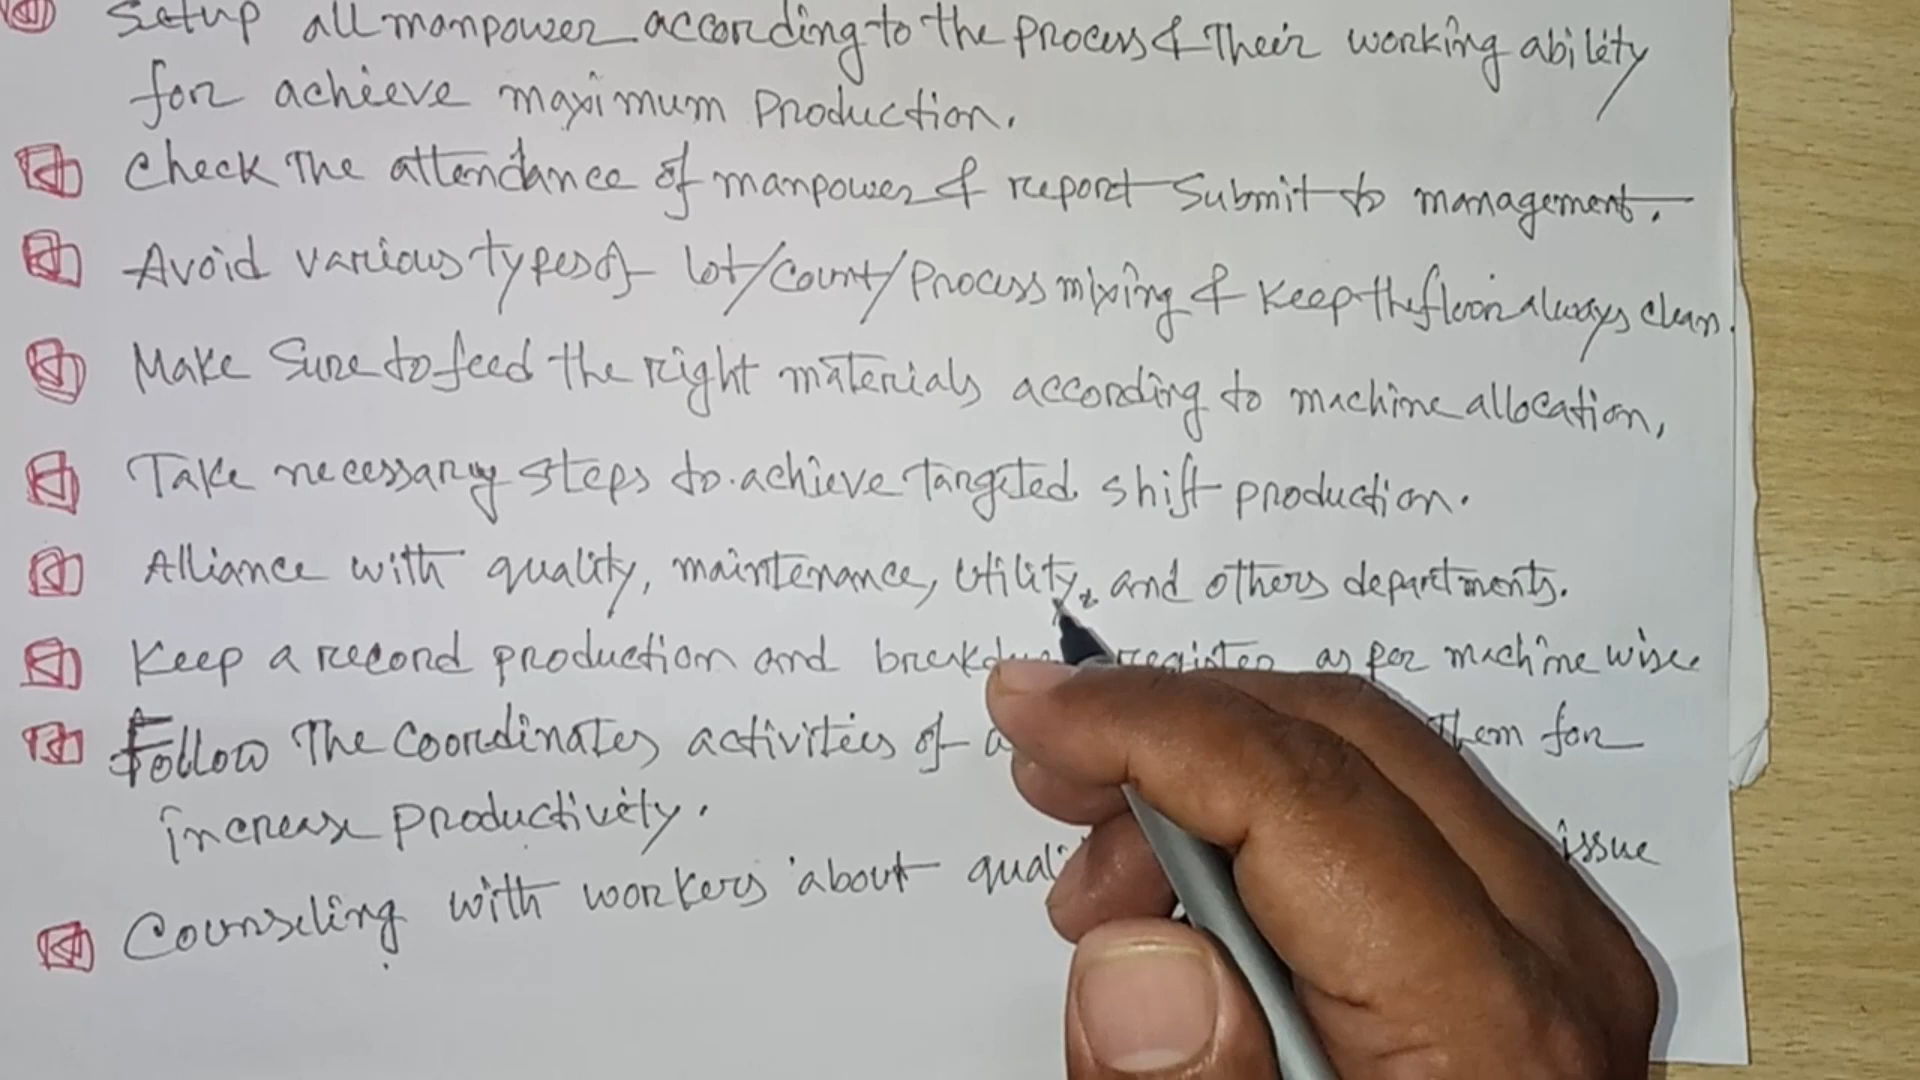 Setup all manpower according to the process & Their working ability
for achieve maximum production.
Check The attendance of manpower & report Submit to management.
Avoid various types of lot/Count/Process mixing & Keep the floor always clean.
Make Sure to feed the right materials according to machine allocation,
Take necessary steps to achieve targeted shift production.
Alliance with quality, maintenance, Utility, and others departments.
Keep a record production and register as per machine wise.
Follow The Coordinates activities of them for
increase productivity.
Counseling with workers about issue